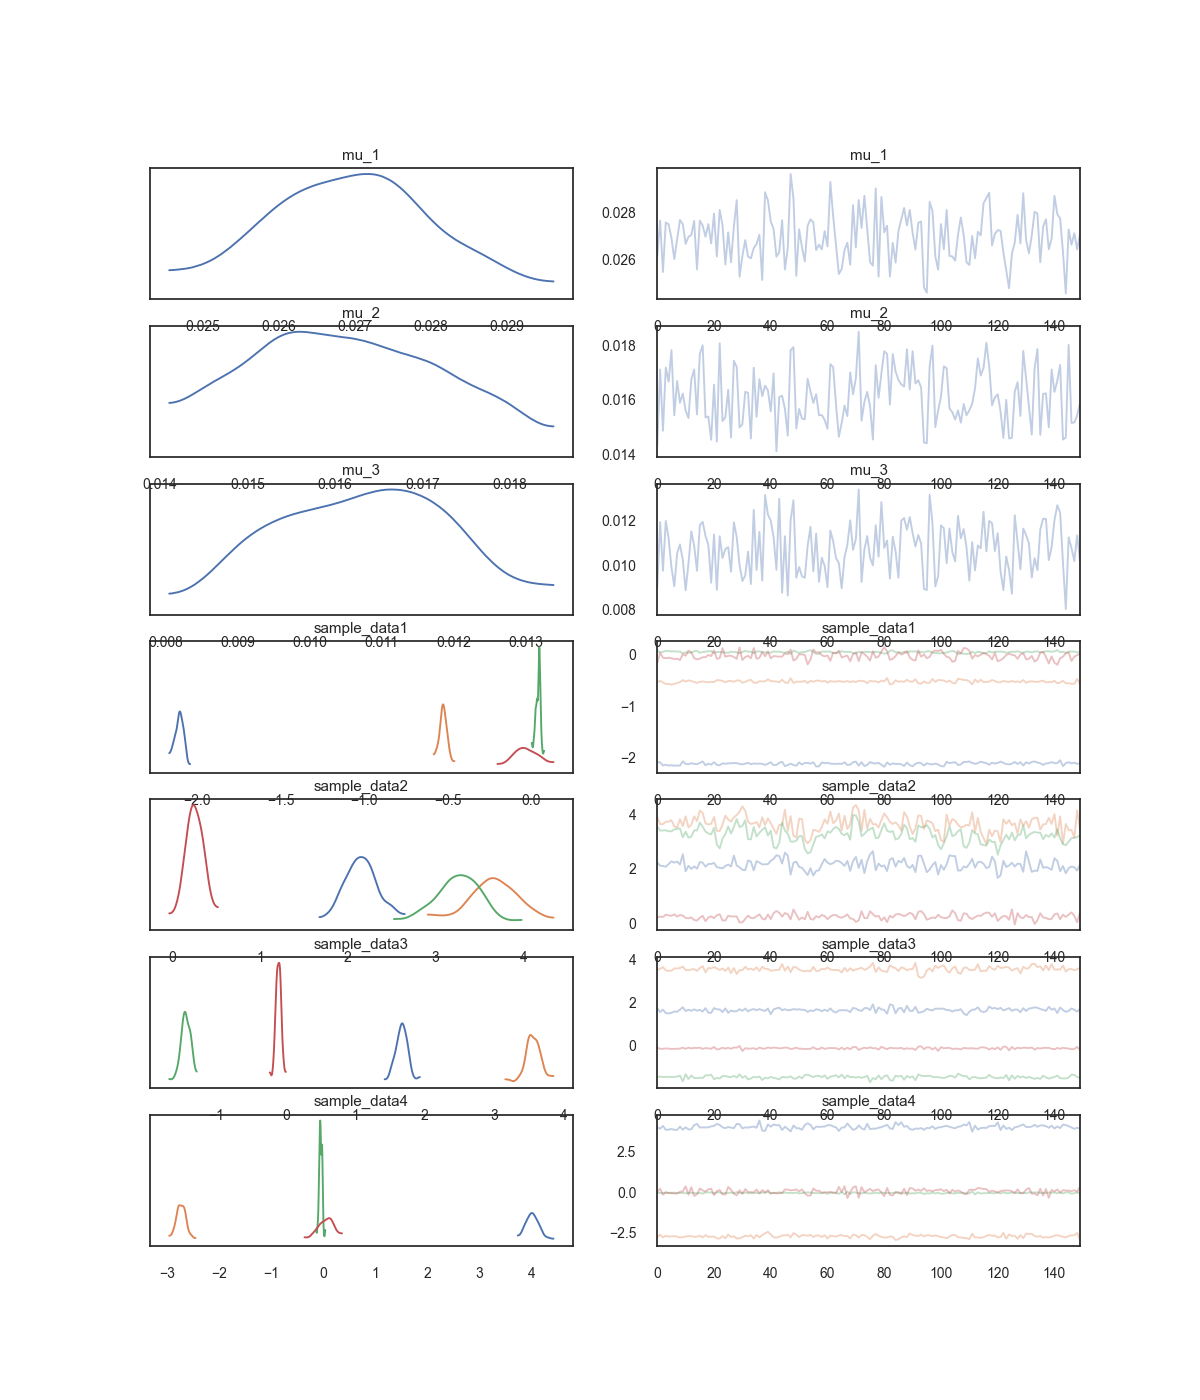 mu_1 mu_1
0.028
0.026
mu_2 mu_2
0.025 0.026 0.027 0.028 0.029 0 20 40 60 80 100 120 140
0.018
0.016
0.014
mu_3 mu_3
0.014 0.015 0.016 0.017 0.018 0 20 40 60 80 100 120 140
0.012
0.010
0.008
sample_data1 sample_data1
0.008 0.009 0.010 0.011 0.012 0.013 0 20 40 60 80 100 120 140
0
−1
−2
sample_data2 sample_data2
−2.0 −1.5 −1.0 −0.5 0.0 0 20 40 60 80 100 120 140
4
2
0
sample_data3 sample_data3
0 1 2 3 4 0 20 40 60 80 100 120 140
4
2
0
sample_data4 sample_data4
−1 0 1 2 3 4 0 20 40 60 80 100 120 140
2.5
0.0
−2.5
−3 −2 −1 0 1 2 3 4 0 20 40 60 80 100 120 140